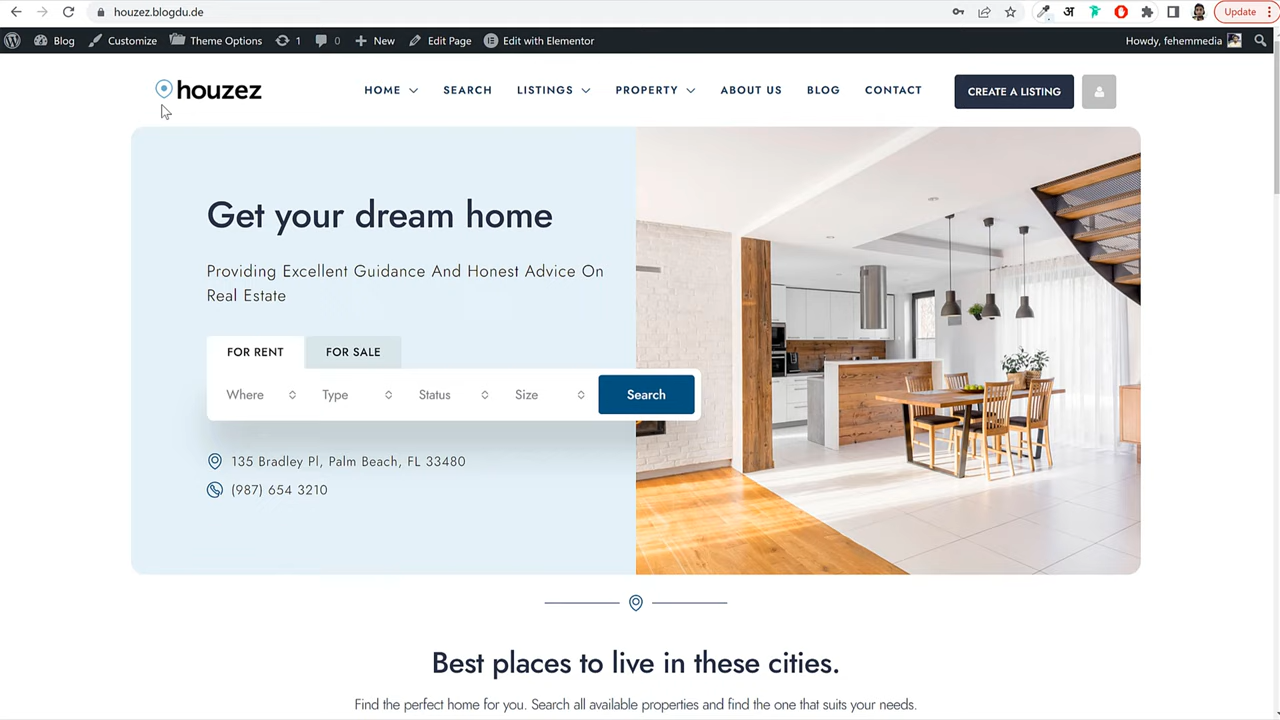 houzez.blogdu.de
अ
Update
Blog
Customize
Theme Options
1
0
New
Edit Page
Edit with Elementor
Howdy, fehemmedia
houzez
HOME
SEARCH
LISTINGS
PROPERTY
ABOUT US
BLOG
CONTACT
CREATE A LISTING
Get your dream home
Providing Excellent Guidance And Honest Advice On
Real Estate
FOR RENT
FOR SALE
Where
Type
Status
Size
Search
135 Bradley Pl, Palm Beach, FL 33480
(987) 654 3210
Best places to live in these cities.
Find the perfect home for you. Search all available properties and find the one that suits your needs.